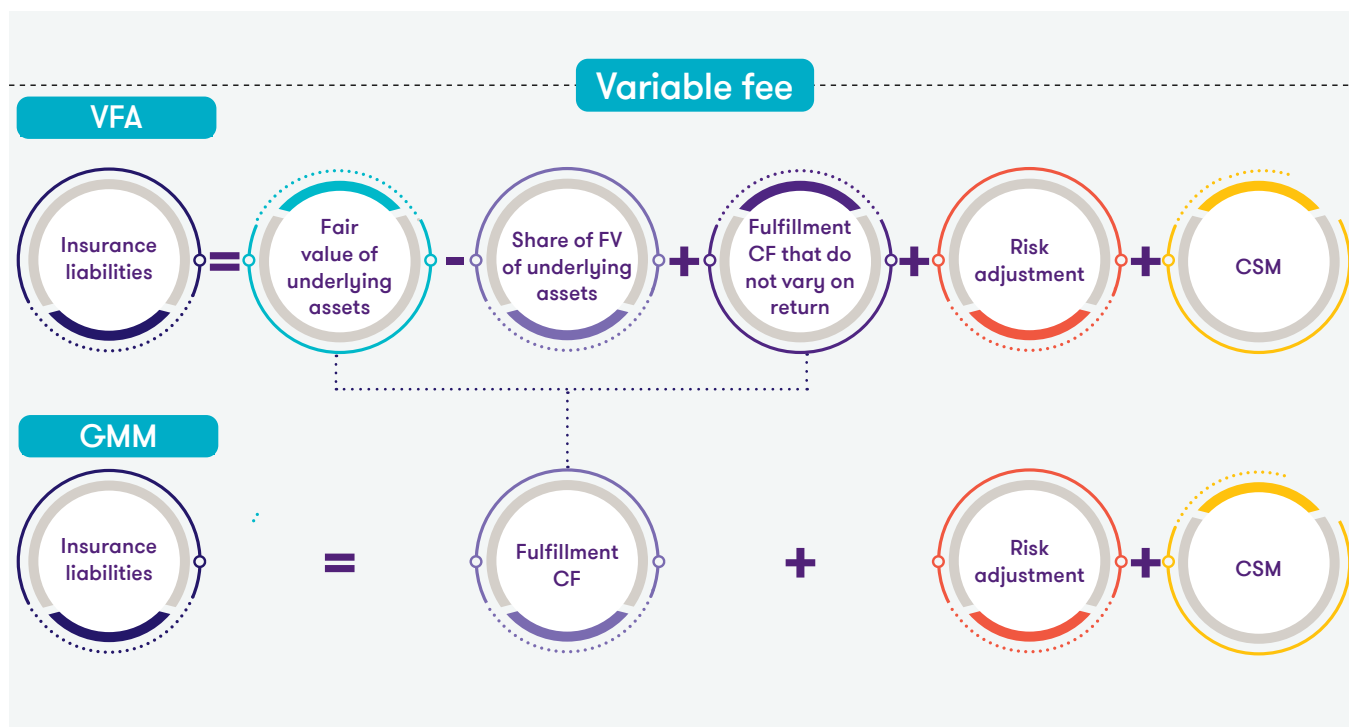 Variable fee
VFA
Insurance
liabilities
=
Fair
value of
underlying
assets
-
Share of FV
of underlying
assets
+
Fulfillment
CF that do
not vary on
return
+
Risk
adjustment
+
CSM
GMM
Insurance
liabilities
=
Fulfillment
CF
+
Risk
adjustment
+
CSM